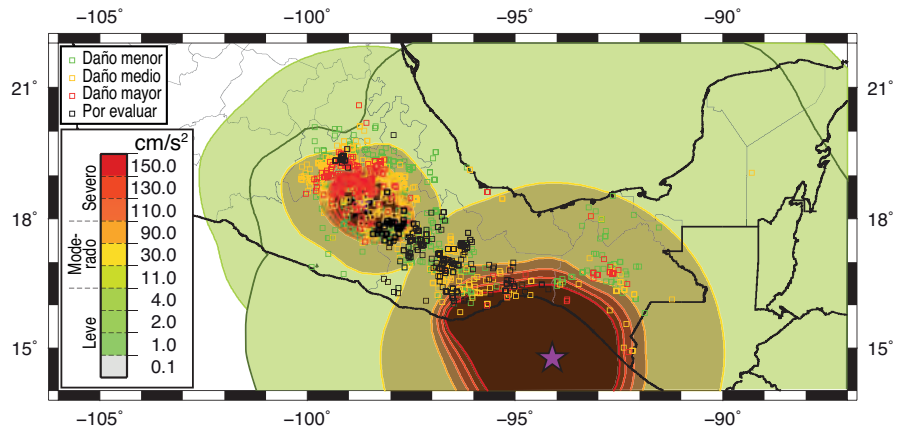 −105° −100° −95° −90°
Daño menor
Daño medio
Daño mayor
Por evaluar
21°
18°
15°
cm/s²
150.0
130.0
110.0
90.0
30.0
11.0
4.0
2.0
1.0
0.1
Severo
Mode-
rado
Leve
21°
18°
15°
−105° −100° −95° −90°